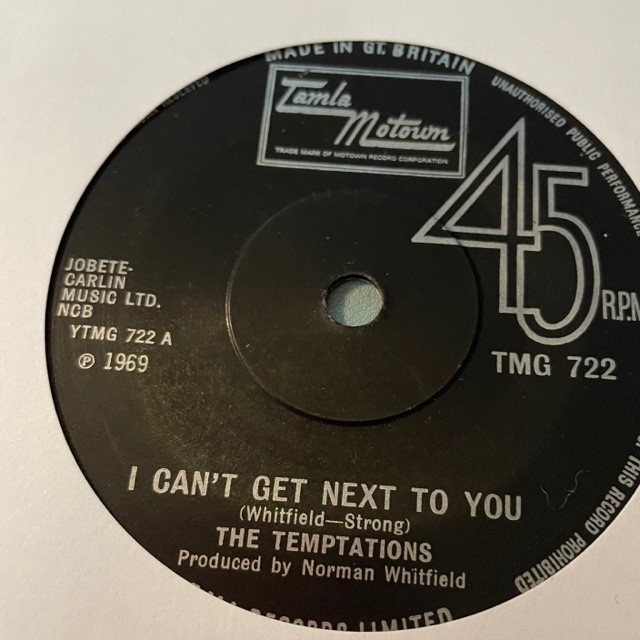 MADE IN GT. BRITAIN
UNAUTHORISED PUBLIC PERFORMANCE
Tamla
Motown
TRADE MARK OF MOTOWN RECORD CORPORATION
45
R.P.M
TMG 722
JOBETE-
CARLIN
MUSIC LTD.
NCB
YTMG 722 A
℗ 1969
I CAN'T GET NEXT TO YOU
(Whitfield—Strong)
THE TEMPTATIONS
Produced by Norman Whitfield
THIS RECORD PROHIBITED
RECORDS LIMITED